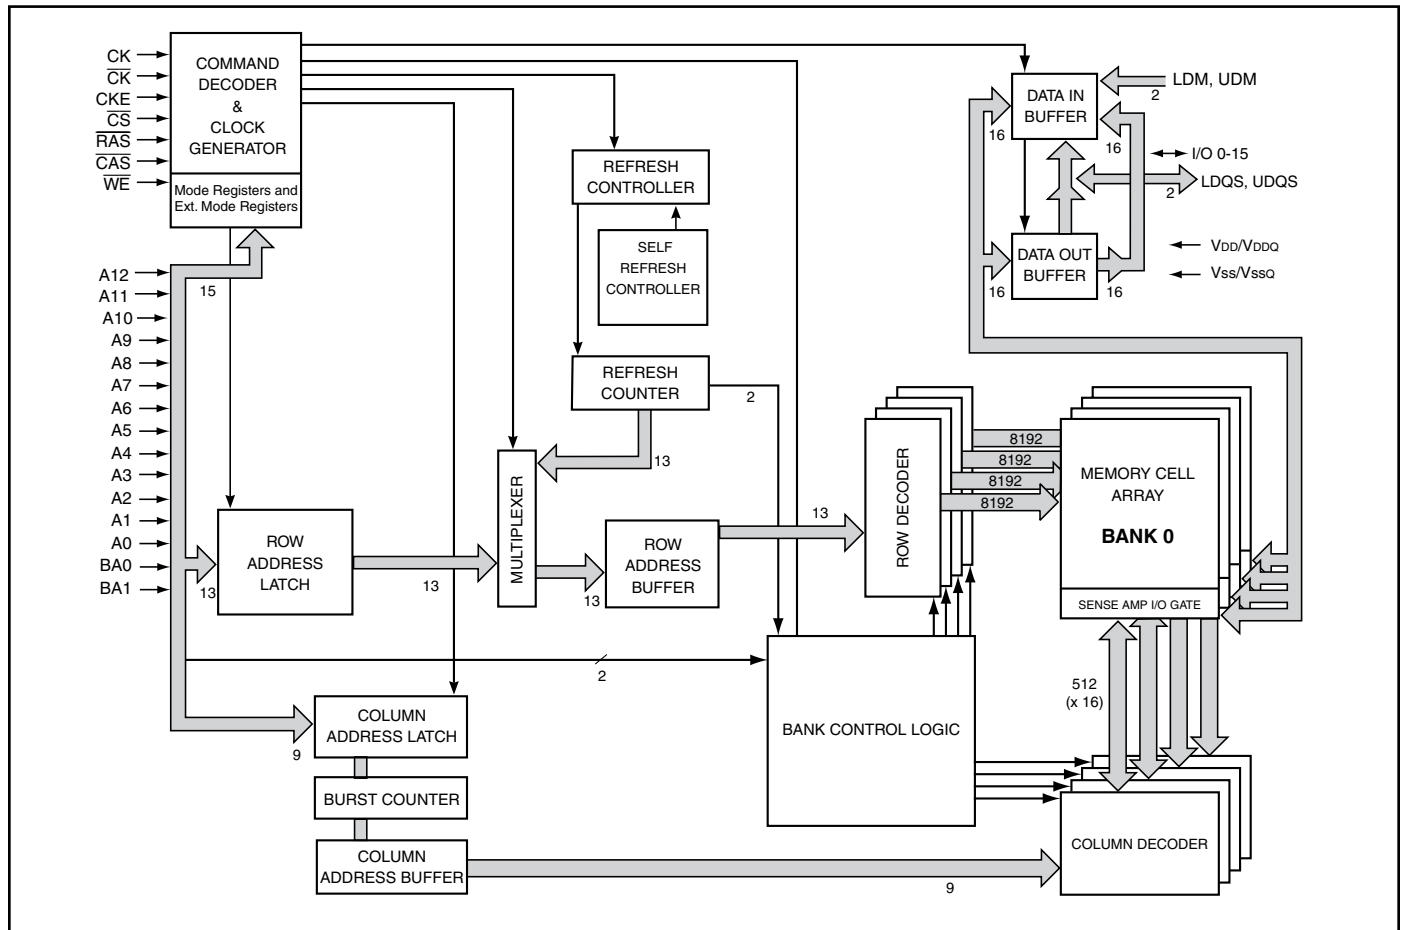 CK
C̅K̅
CKE
C̅S̅
R̅A̅S̅
C̅A̅S̅
W̅E̅
COMMAND
DECODER
&
CLOCK
GENERATOR
Mode Registers and
Ext. Mode Registers
A12
A11
A10
A9
A8
A7
A6
A5
A4
A3
A2
A1
A0
BA0
BA1
15
13
ROW
ADDRESS
LATCH
13
REFRESH
CONTROLLER
SELF
REFRESH
CONTROLLER
REFRESH
COUNTER
2
13
MULTIPLEXER
13
ROW
ADDRESS
BUFFER
13
ROW DECODER
8192
8192
8192
8192
MEMORY CELL
ARRAY
BANK 0
SENSE AMP I/O GATE
DATA IN
BUFFER
LDM, UDM
2
16
16
I/O 0-15
LDQS, UDQS
2
DATA OUT
BUFFER
16
16
VDD/VDDQ
Vss/VssQ
2
BANK CONTROL LOGIC
512
(x 16)
COLUMN
ADDRESS LATCH
9
BURST COUNTER
COLUMN
ADDRESS BUFFER
9
COLUMN DECODER